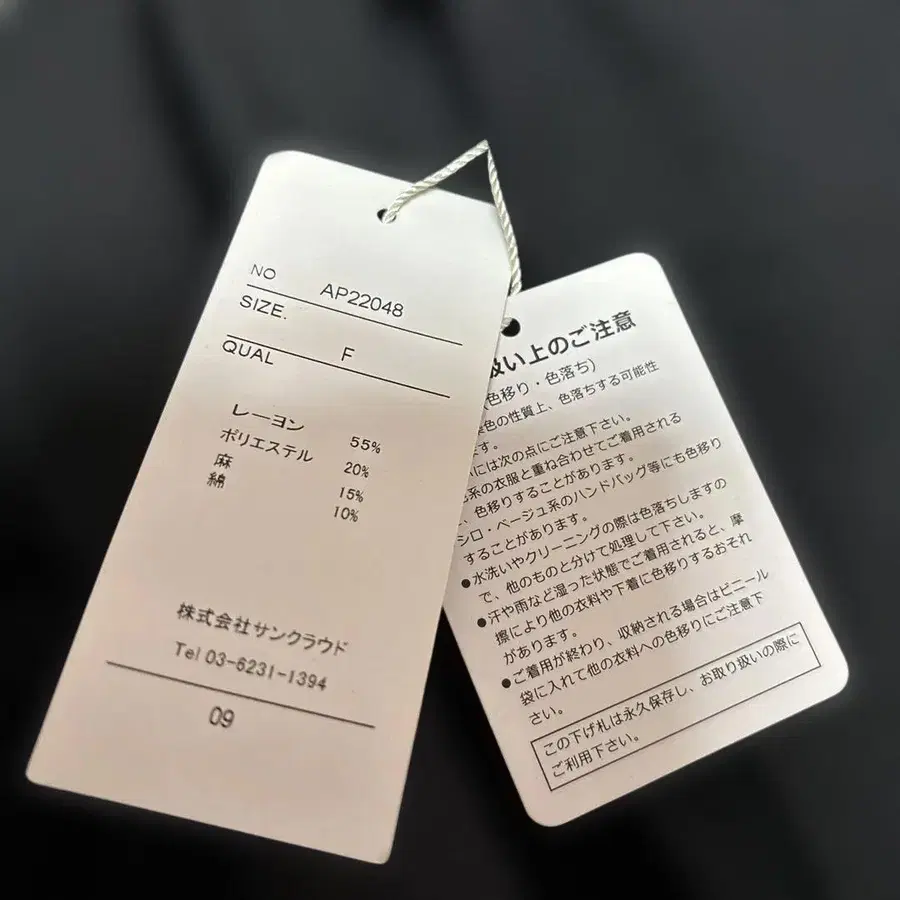 NO AP22048
SIZE. F
QUAL
レーヨン 55%
ポリエステル 20%
麻 15%
綿 10%
株式会社サンクラウド
Tel 03-6231-1394
09
扱い上のご注意
(色移り・色落ち)
色の性質上、色落ちする可能性
ます。
には次の点にご注意下さい。
色系の衣服と重ね合わせてご着用される
、色移りすることがあります。
シロ・ベージュ系のハンドバッグ等にも色移り
することがあります。
●水洗いやクリーニングの際は色落ちしますの
で、他のものと分けて処理して下さい。
●汗や雨など湿った状態でご着用されると、摩
擦により他の衣料や下着に色移りするおそれ
があります。
●ご着用が終わり、収納される場合はビニール
袋に入れて他の衣料への色移りにご注意下
さい。
この下げ札は永久保存し、お取り扱いの際に
ご利用下さい。